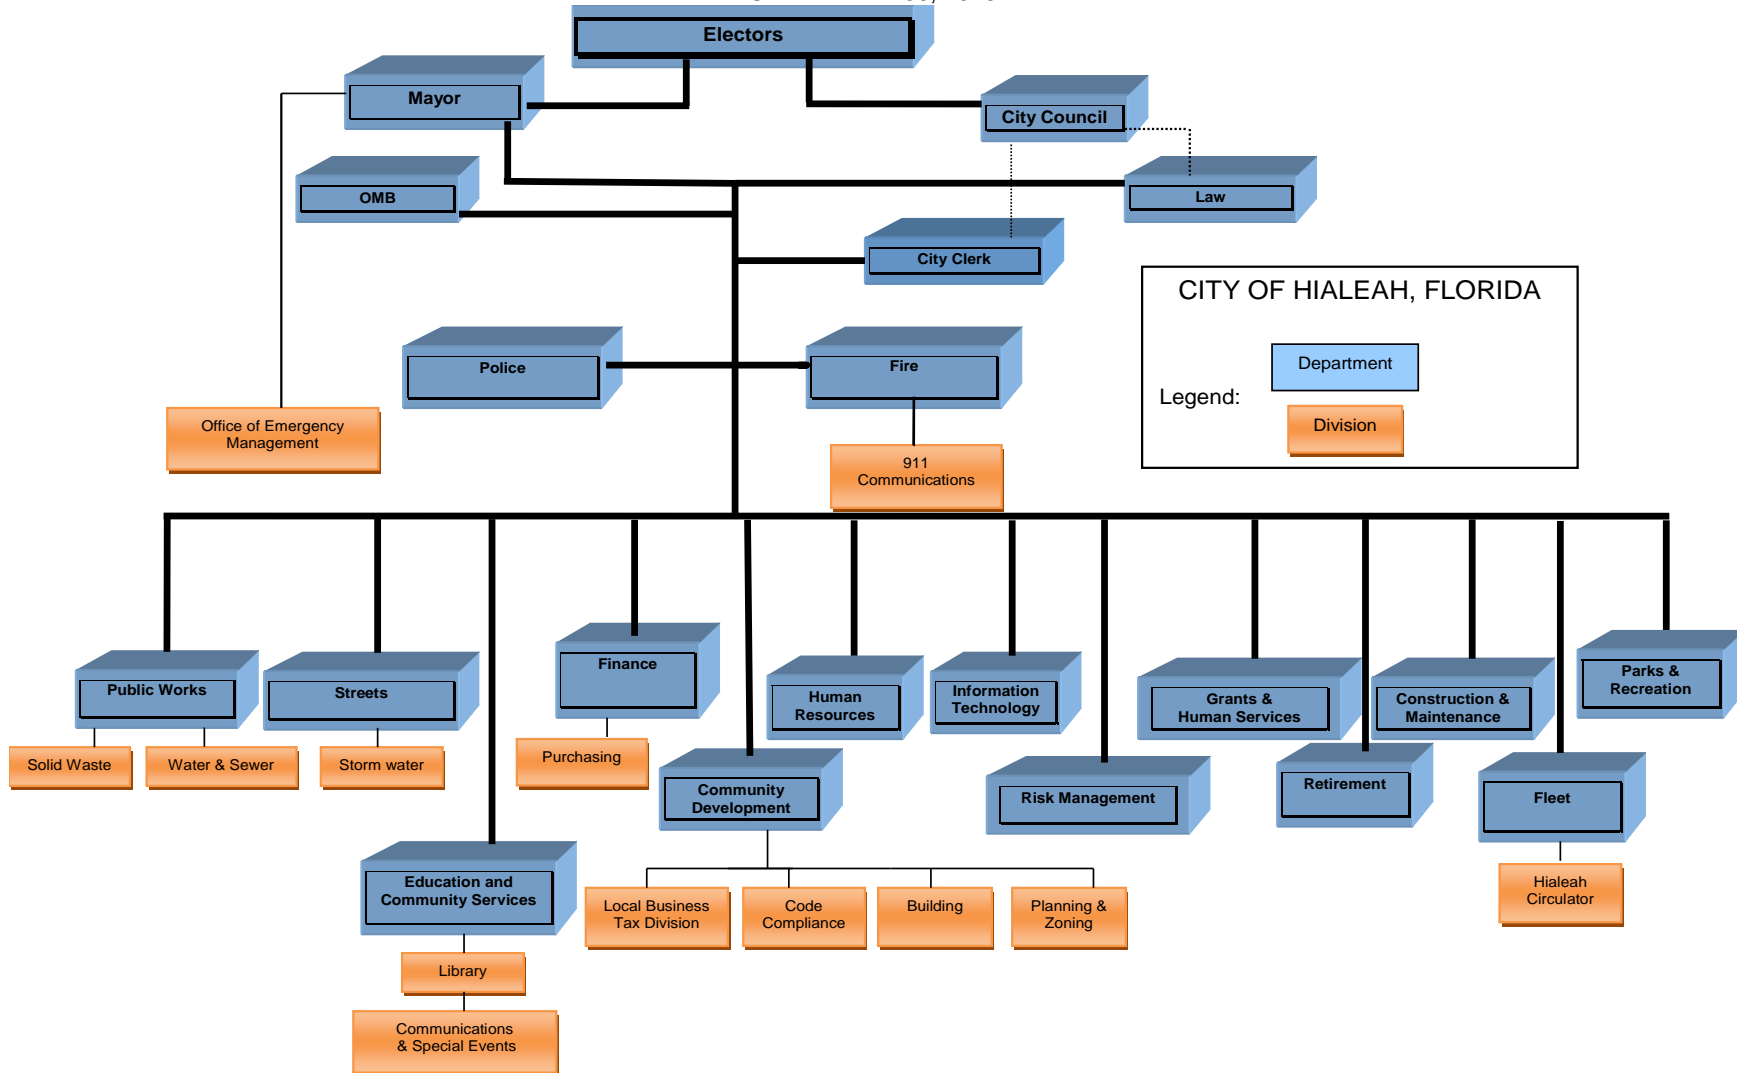 Electors
Mayor
City Council
OMB
Law
City Clerk
CITY OF HIALEAH, FLORIDA
Department
Legend:
Division
Police
Fire
Office of Emergency
Management
911
Communications
Public Works
Streets
Finance
Human
Resources
Information
Technology
Grants &
Human Services
Construction &
Maintenance
Parks &
Recreation
Solid Waste
Water & Sewer
Storm water
Purchasing
Community
Development
Risk Management
Retirement
Fleet
Education and
Community Services
Local Business
Tax Division
Code
Compliance
Building
Planning &
Zoning
Hialeah
Circulator
Library
Communications
& Special Events